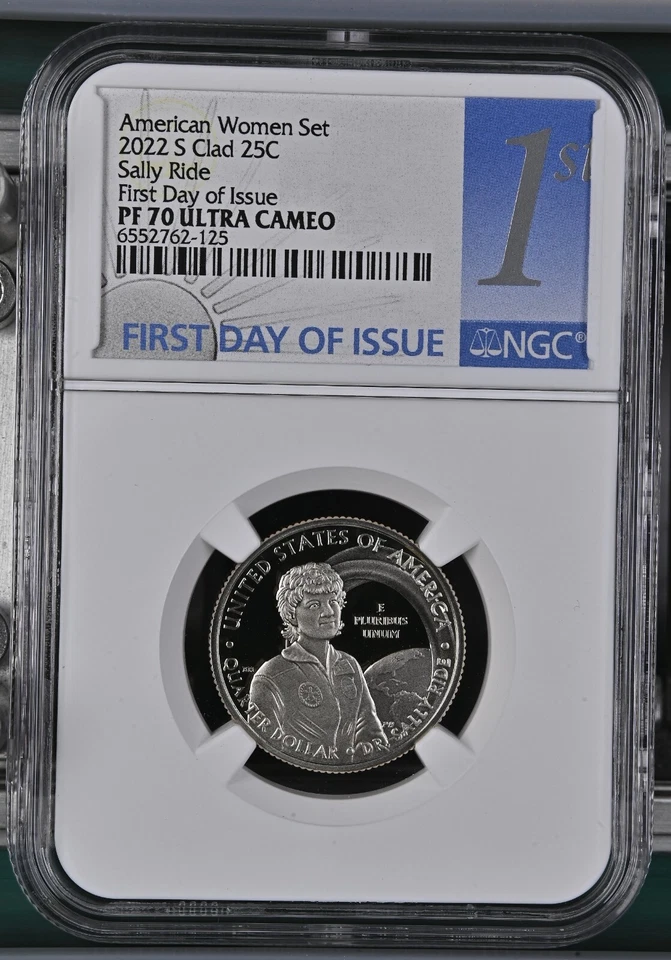 American Women Set
2022 S Clad 25C
Sally Ride
First Day of Issue
PF 70 ULTRA CAMEO
6552762-125
1ST
FIRST DAY OF ISSUE
NGC®
UNITED STATES OF AMERICA
E
PLURIBUS
UNUM
QUARTER DOLLAR • DR. SALLY RIDE